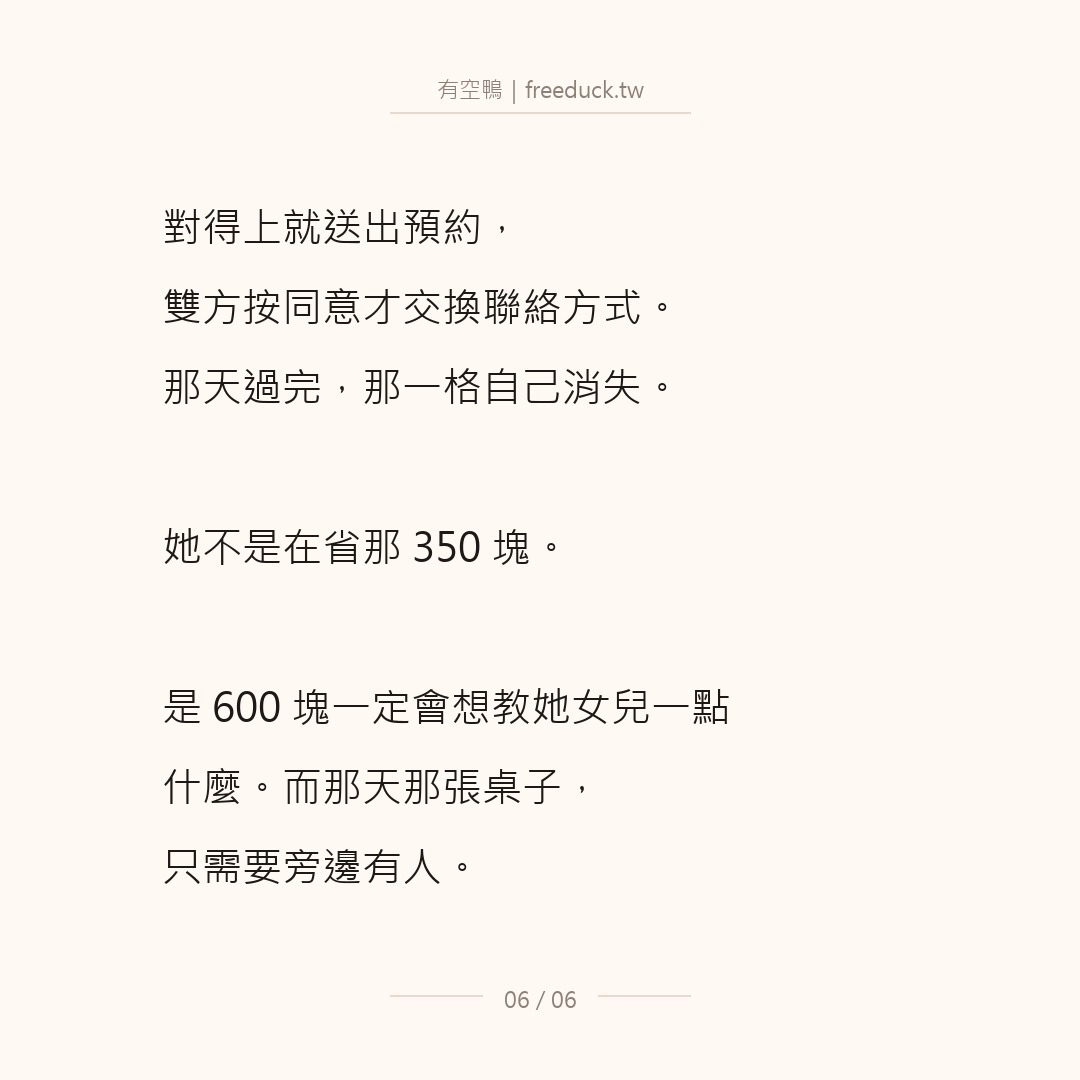 有空鴨 | freeduck.tw
對得上就送出預約，
雙方按同意才交換聯絡方式。
那天過完，那一格自己消失。
她不是在省那 350 塊。
是 600 塊一定會想教她女兒一點
什麼。而那天那張桌子，
只需要旁邊有人。
06 / 06